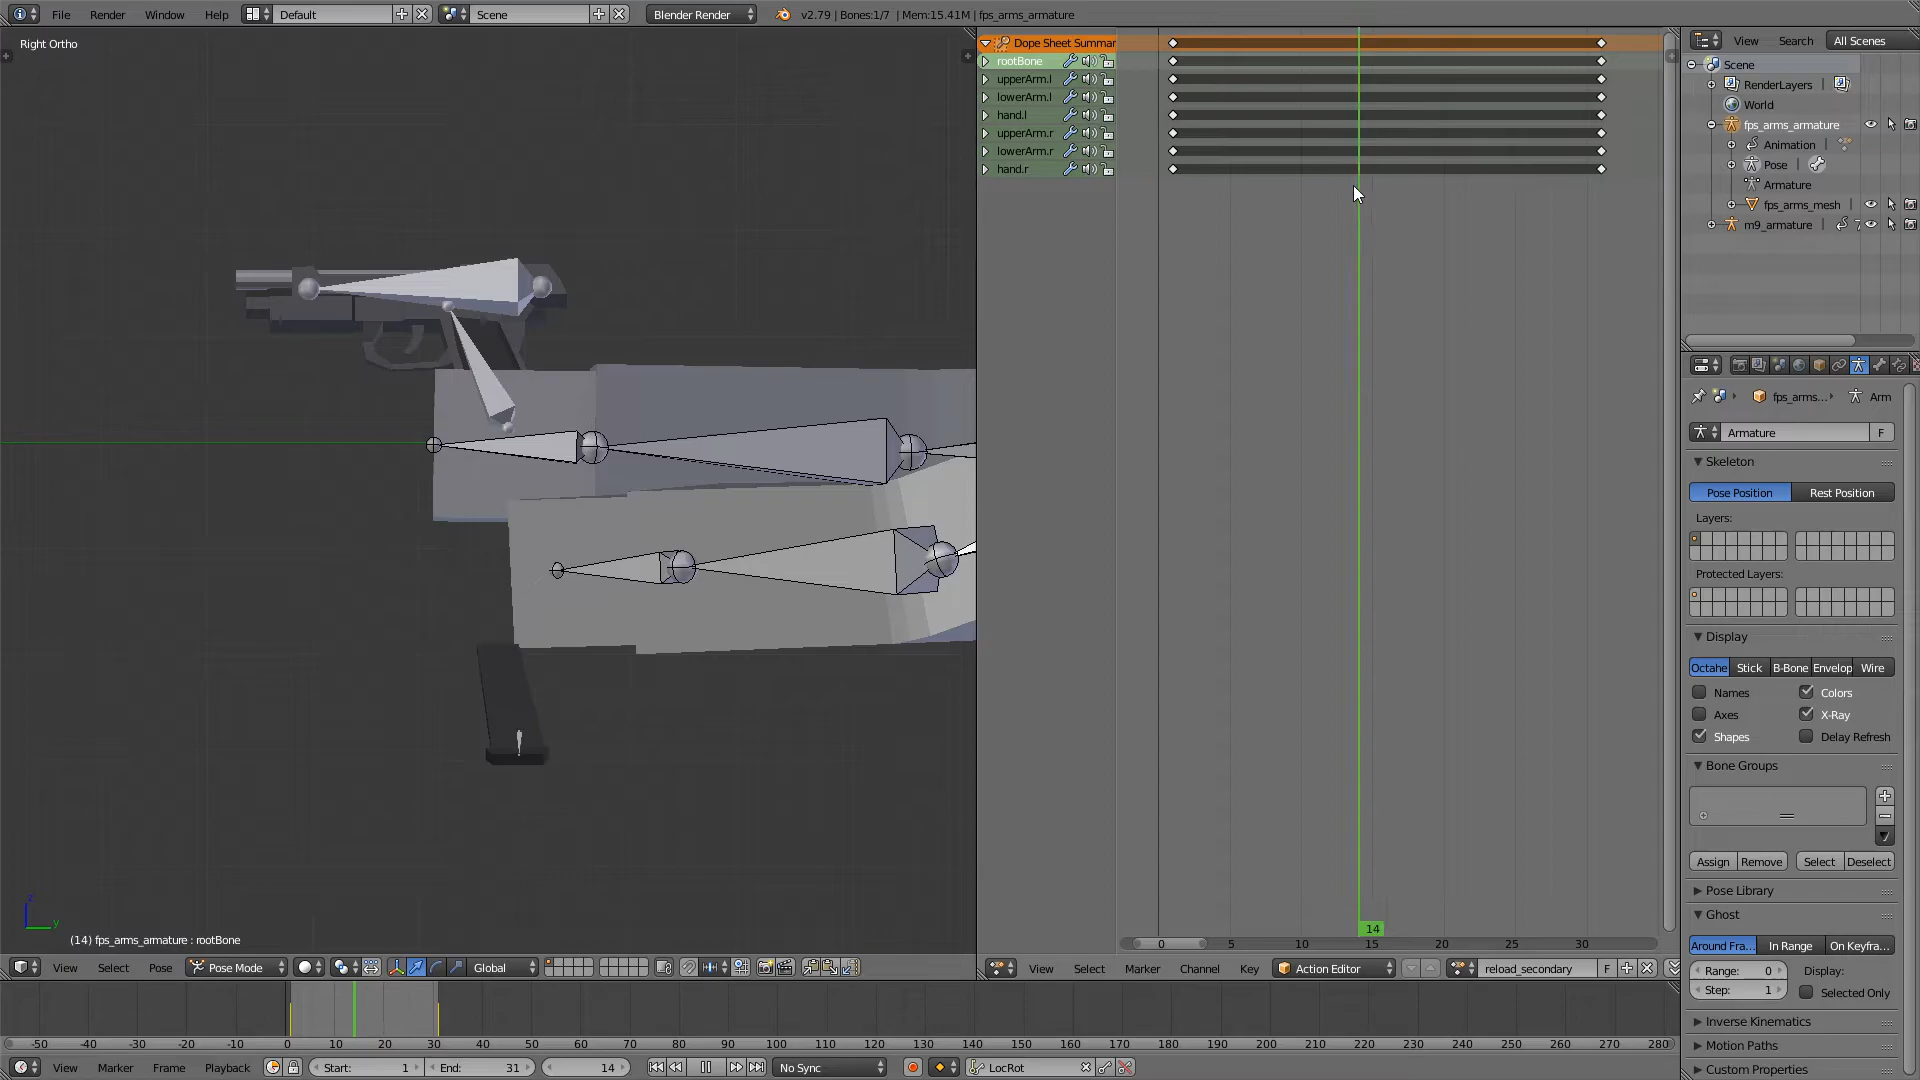 File Render Window Help Default Scene Blender Render v2.79 | Bones:1/7 | Mem:15.41M | fps_arms_armature
Right Ortho
Dope Sheet Summar
rootBone
upperArm.l
lowerArm.l
hand.l
upperArm.r
lowerArm.r
hand.r
14
0 5 10 15 20 25 30
z
y
(14) fps_arms_armature : rootBone
View Select Pose Pose Mode Global
View Select Marker Channel Key Action Editor reload_secondary F
-50 -40 -30 -20 -10 0 10 20 30 40 50 60 70 80 90 100 110 120 130 140 150 160 170 180 190 200 210 220 230 240 250 260 270 280
View Marker Frame Playback Start: 1 End: 31 14 No Sync LocRot
View Search All Scenes
Scene
RenderLayers
World
fps_arms_armature
Animation
Pose
Armature
fps_arms_mesh
m9_armature
fps_arms... Arm
Armature F
Skeleton
Pose Position Rest Position
Layers:
Protected Layers:
Display
Octahe Stick B-Bone Envelop Wire
Names Colors
Axes X-Ray
Shapes Delay Refresh
Bone Groups
Assign Remove Select Deselect
Pose Library
Ghost
Around Fra... In Range On Keyfra...
Range: 0 Display:
Step: 1 Selected Only
Inverse Kinematics
Motion Paths
Custom Properties